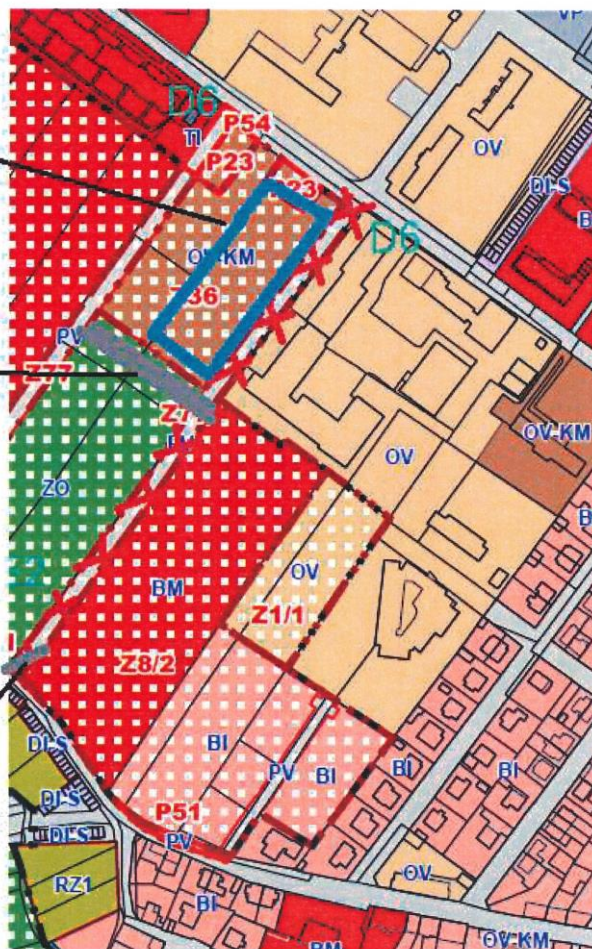 VP
D6
P54
TI
P23
OV
DI-S
P23
B
OV-KM
D6
Z36
PV
Z77
OV-KM
OV
ZO
B
BM
OV
Z1/1
Z8/2
BI
PV
BI
BI
BI
DI-S
P51
DI-S
DI-S
PV
RZ1
BI
OV
BM
OV-KM